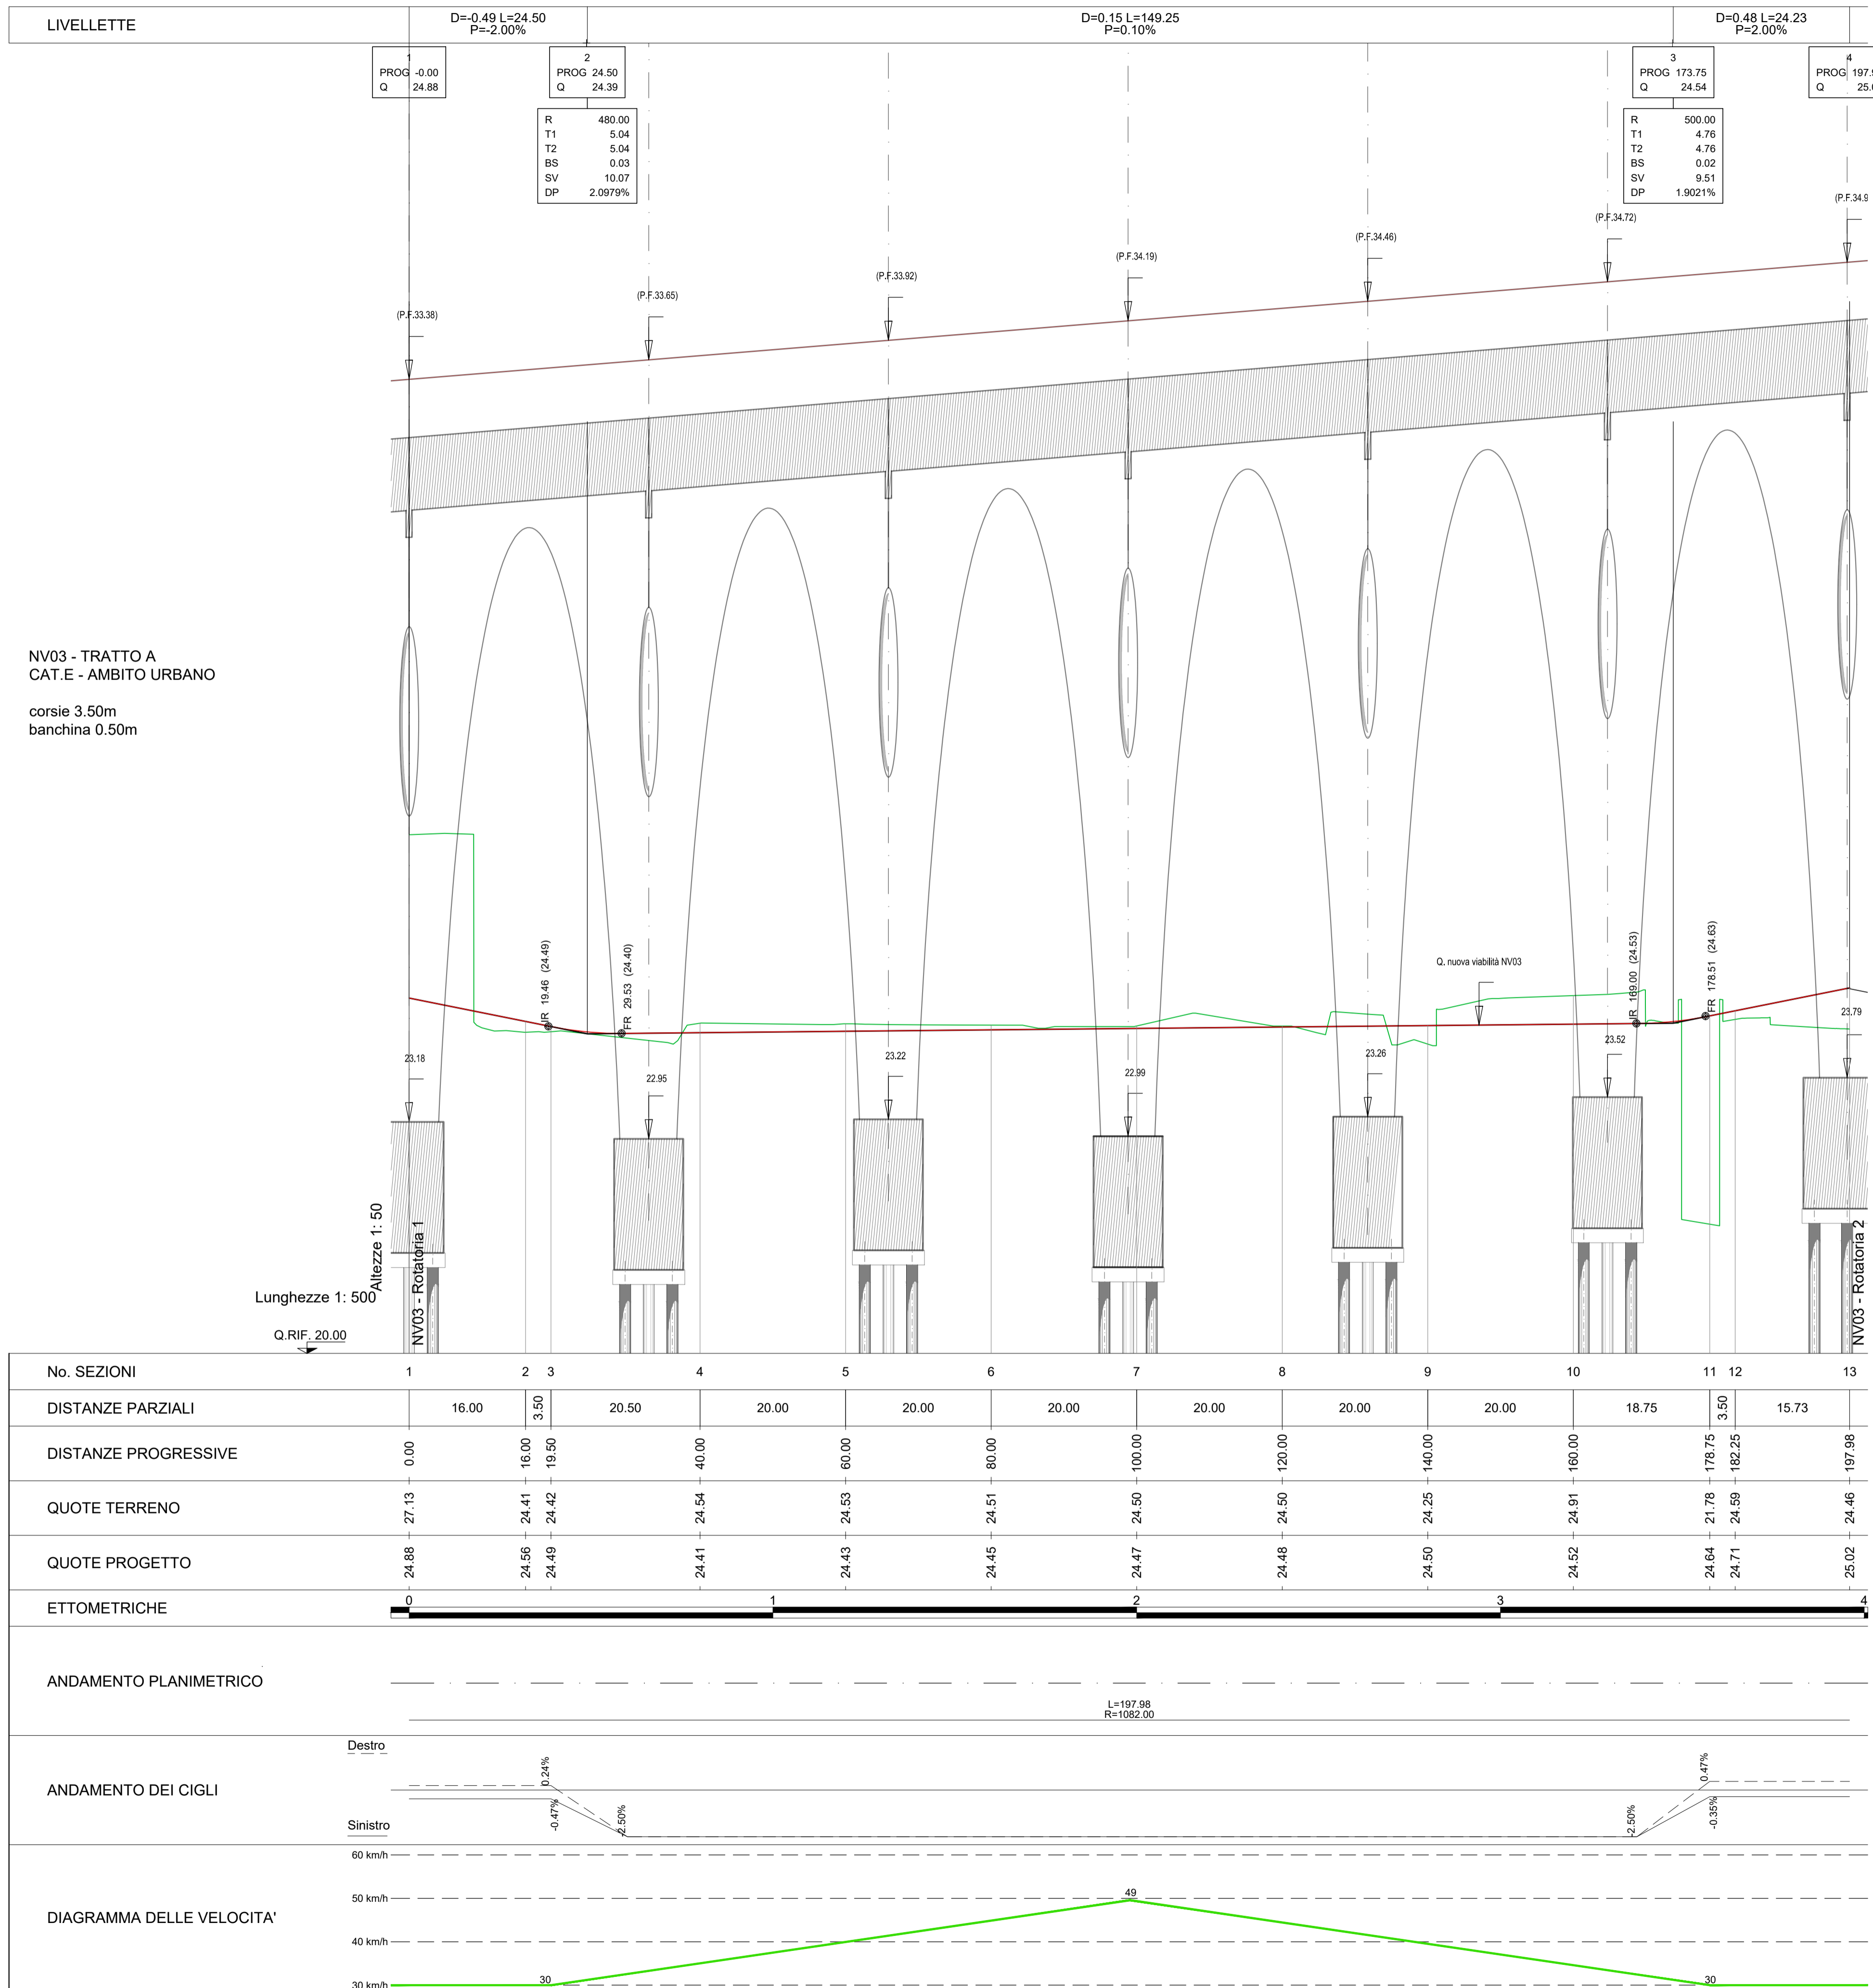 LIVELLETTE
D=-0.49 L=24.50
P=-2.00%
D=0.15 L=149.25
P=0.10%
D=0.48 L=24.23
P=2.00%
1
PROG -0.00
Q 24.88
2
PROG 24.50
Q 24.39
R 480.00
T1 5.04
T2 5.04
BS 0.03
SV 10.07
DP 2.0979%
3
PROG 173.75
Q 24.54
R 500.00
T1 4.76
T2 4.76
BS 0.02
SV 9.51
DP 1.9021%
4
PROG 197.
Q 25.
(P.F.33.38)
(P.F.33.65)
(P.F.33.92)
(P.F.34.19)
(P.F.34.46)
(P.F.34.72)
(P.F.34.9
NV03 - TRATTO A
CAT.E - AMBITO URBANO
corsie 3.50m
banchina 0.50m
IR 19.46 (24.49)
FR 29.53 (24.40)
Q. nuova viabilità NV03
IR 169.00 (24.53)
FR 178.51 (24.63)
23.18
22.95
23.22
22.99
23.26
23.52
23.79
Altezze 1: 50
Lunghezze 1: 500
NV03 - Rotatoria 1
NV03 - Rotatoria 2
Q.RIF. 20.00
No. SEZIONI 1 2 3 4 5 6 7 8 9 10 11 12 13
DISTANZE PARZIALI 16.00 3.50 20.50 20.00 20.00 20.00 20.00 20.00 20.00 18.75 3.50 15.73
DISTANZE PROGRESSIVE 0.00 16.00 19.50 40.00 60.00 80.00 100.00 120.00 140.00 160.00 178.75 182.25 197.98
QUOTE TERRENO 27.13 24.41 24.42 24.54 24.53 24.51 24.50 24.50 24.25 24.91 21.78 24.59 24.46
QUOTE PROGETTO 24.88 24.56 24.49 24.41 24.43 24.45 24.47 24.48 24.50 24.52 24.64 24.71 25.02
ETTOMETRICHE 0 1 2 3 4
ANDAMENTO PLANIMETRICO
L=197.98
R=1082.00
ANDAMENTO DEI CIGLI
Destro
Sinistro
0.24%
-0.47%
-2.50%
-2.50%
0.47%
-0.35%
DIAGRAMMA DELLE VELOCITA'
60 km/h
50 km/h
40 km/h
30 km/h
30
49
30